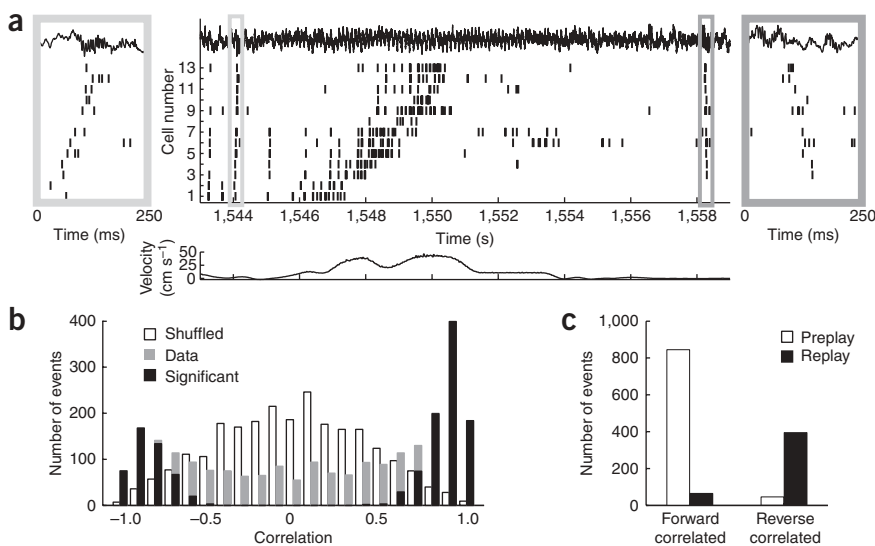 a
Cell number
13
11
9
7
5
3
1
0 250
Time (ms)
1,544 1,546 1,548 1,550 1,552 1,554 1,556 1,558
Time (s)
0 250
Time (ms)
Velocity
(cm s–1)
50
25
0
b
Number of events
400
300
200
100
0
Shuffled
Data
Significant
–1.0 –0.5 0 0.5 1.0
Correlation
c
Number of events
1,000
800
600
400
200
0
Preplay
Replay
Forward
correlated
Reverse
correlated